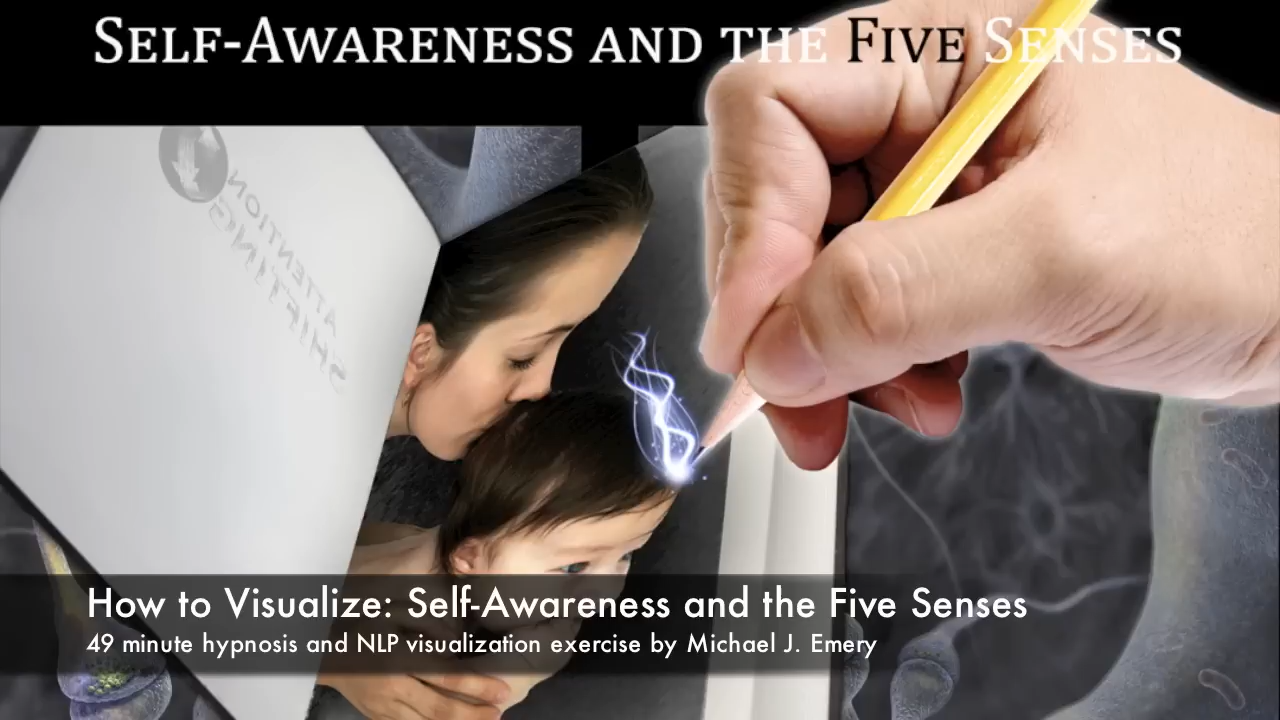 Self-Awareness and the Five Senses
ATTENTION
SHIFTING
How to Visualize: Self-Awareness and the Five Senses
49 minute hypnosis and NLP visualization exercise by Michael J. Emery